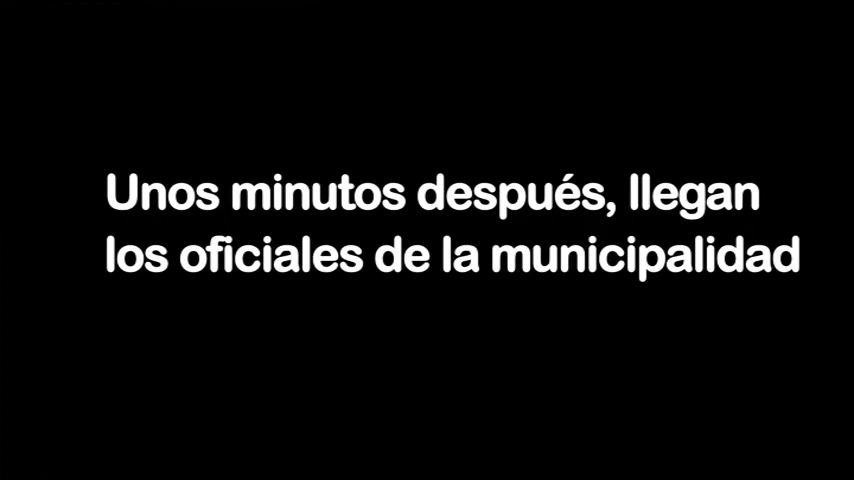 Unos minutos después, llegan
los oficiales de la municipalidad